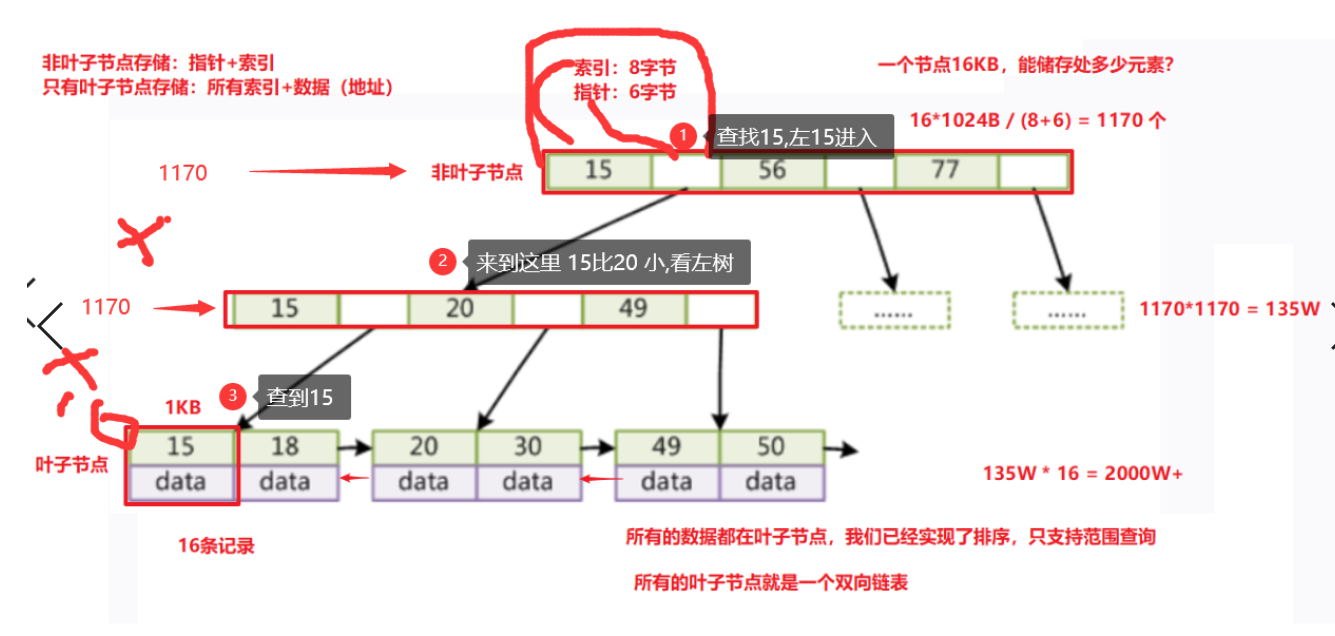 非叶子节点存储：指针+索引
只有叶子节点存储：所有索引+数据（地址）
索引：8字节
指针：6字节
一个节点16KB，能储存处多少元素？
16*1024B / (8+6) = 1170 个
1 查找15,左15进入
1170
非叶子节点
15 56 77
2 来到这里 15比20 小,看左树
1170
15 20 49
......
......
1170*1170 = 135W
3 查到15
1KB
叶子节点
15 18 20 30 49 50
data data data data data data
135W * 16 = 2000W+
16条记录
所有的数据都在叶子节点，我们已经实现了排序，只支持范围查询
所有的叶子节点就是一个双向链表